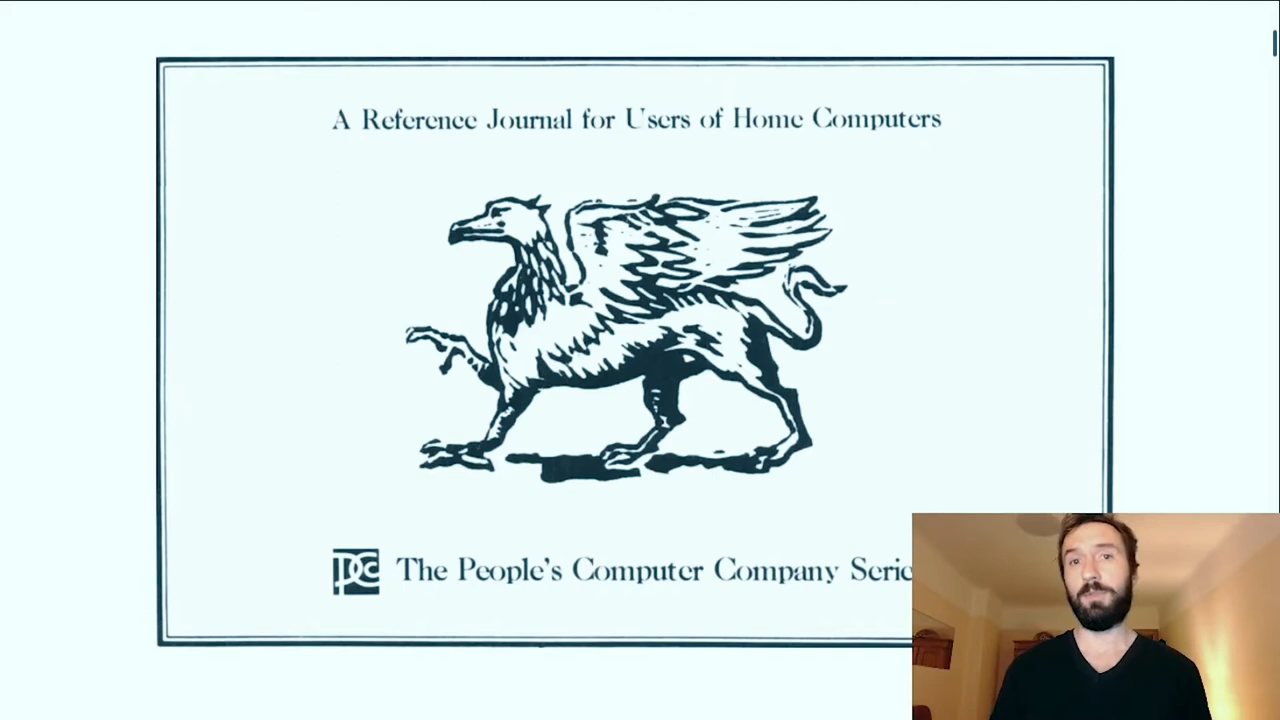 A Reference Journal for Users of Home Computers
pcc The People's Computer Company Serie